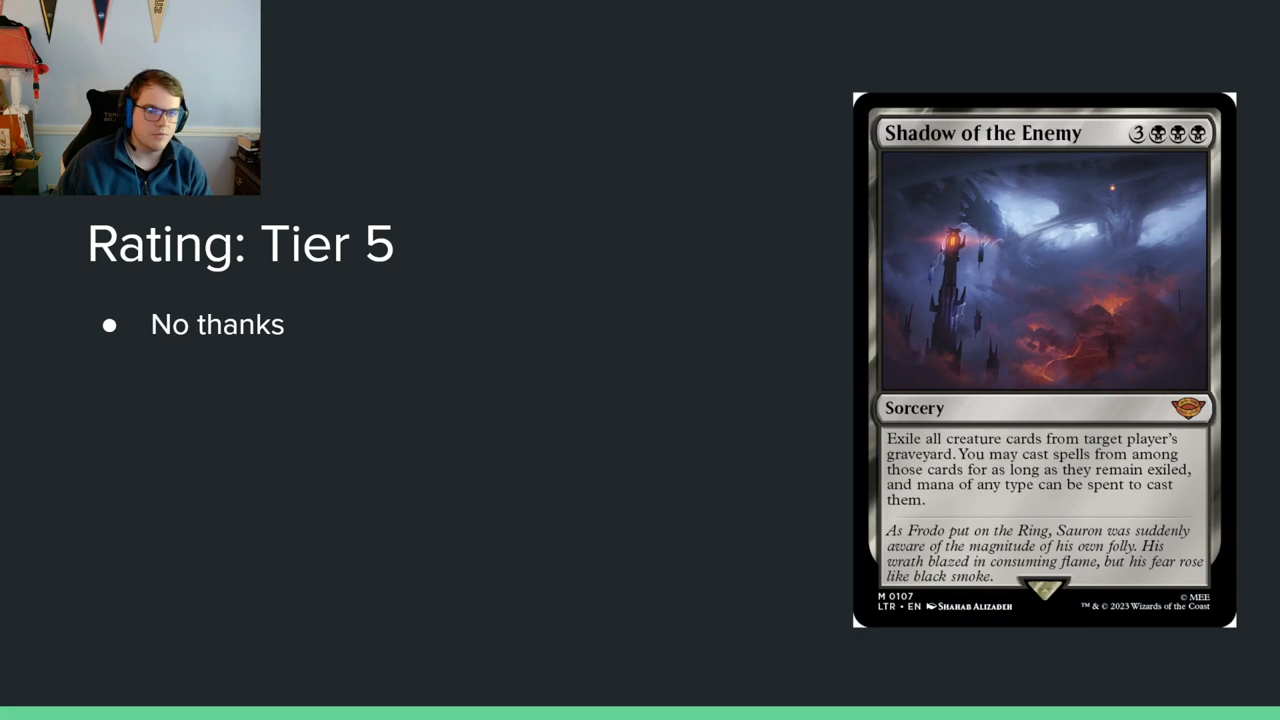 Rating: Tier 5
● No thanks
Shadow of the Enemy 3
Sorcery
Exile all creature cards from target player's
graveyard. You may cast spells from among
those cards for as long as they remain exiled,
and mana of any type can be spent to cast
them.
As Frodo put on the Ring, Sauron was suddenly
aware of the magnitude of his own folly. His
wrath blazed in consuming flame, but his fear rose
like black smoke.
M 0107
LTR • EN Shahab Alizadeh
© MEE
™ & © 2023 Wizards of the Coast